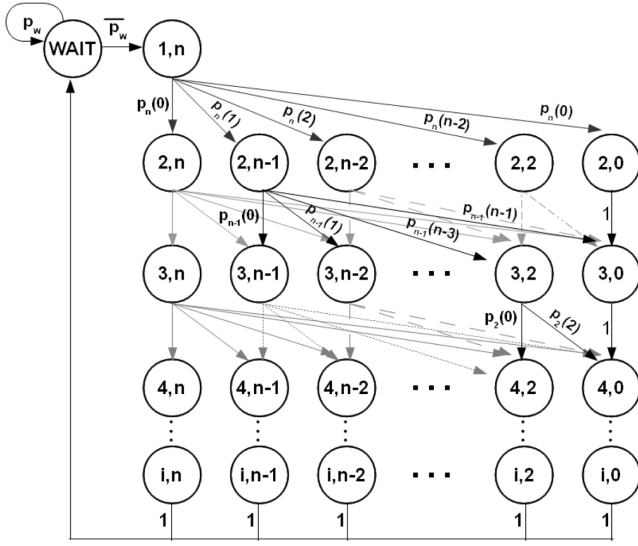 p_w
WAIT
\overline{p}_w
1,n
p_n(0)
p_n(1)
p_n(2)
p_n(n-2)
p_n(0)
2,n
2,n-1
2,n-2
...
2,2
2,0
p_{n-1}(0)
p_{n-1}(1)
p_{n-1}(n-3)
p_{n-1}(n-1)
1
3,n
3,n-1
3,n-2
...
3,2
3,0
p_2(0)
p_2(2)
1
4,n
4,n-1
4,n-2
...
4,2
4,0
i,n
i,n-1
i,n-2
...
i,2
i,0
1
1
1
1
1